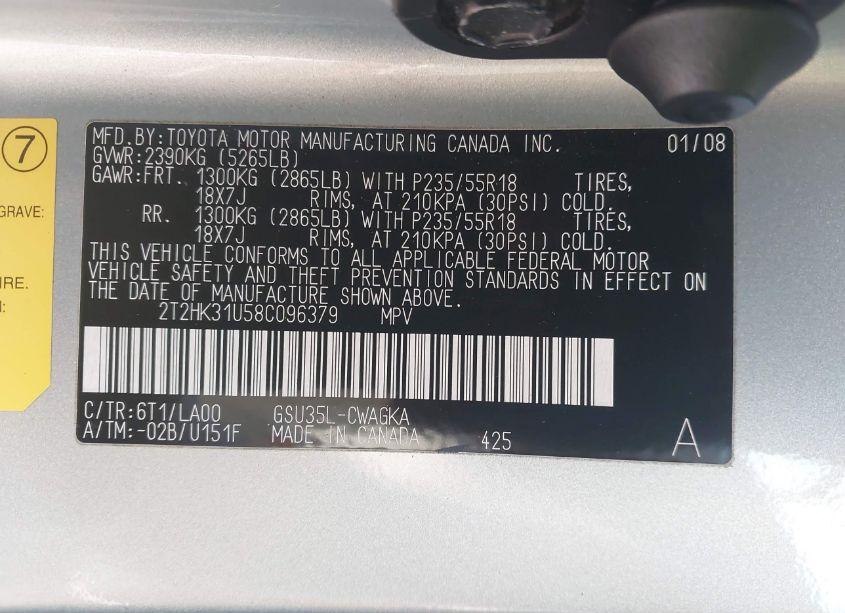 7
GRAVE:
MFD.BY:TOYOTA MOTOR MANUFACTURING CANADA INC. 01/08
GVWR:2390KG (5265LB)
GAWR:FRT. 1300KG (2865LB) WITH P235/55R18 TIRES,
18X7J RIMS, AT 210KPA (30PSI) COLD.
RR. 1300KG (2865LB) WITH P235/55R18 TIRES,
18X7J RIMS, AT 210KPA (30PSI) COLD.
THIS VEHICLE CONFORMS TO ALL APPLICABLE FEDERAL MOTOR
VEHICLE SAFETY AND THEFT PREVENTION STANDARDS IN EFFECT ON
THE DATE OF MANUFACTURE SHOWN ABOVE.
2T2HK31U58C096379 MPV
C/TR:6T1/LA00 GSU35L-CWAGKA
A/TM:-02B/U151F MADE IN CANADA 425 A